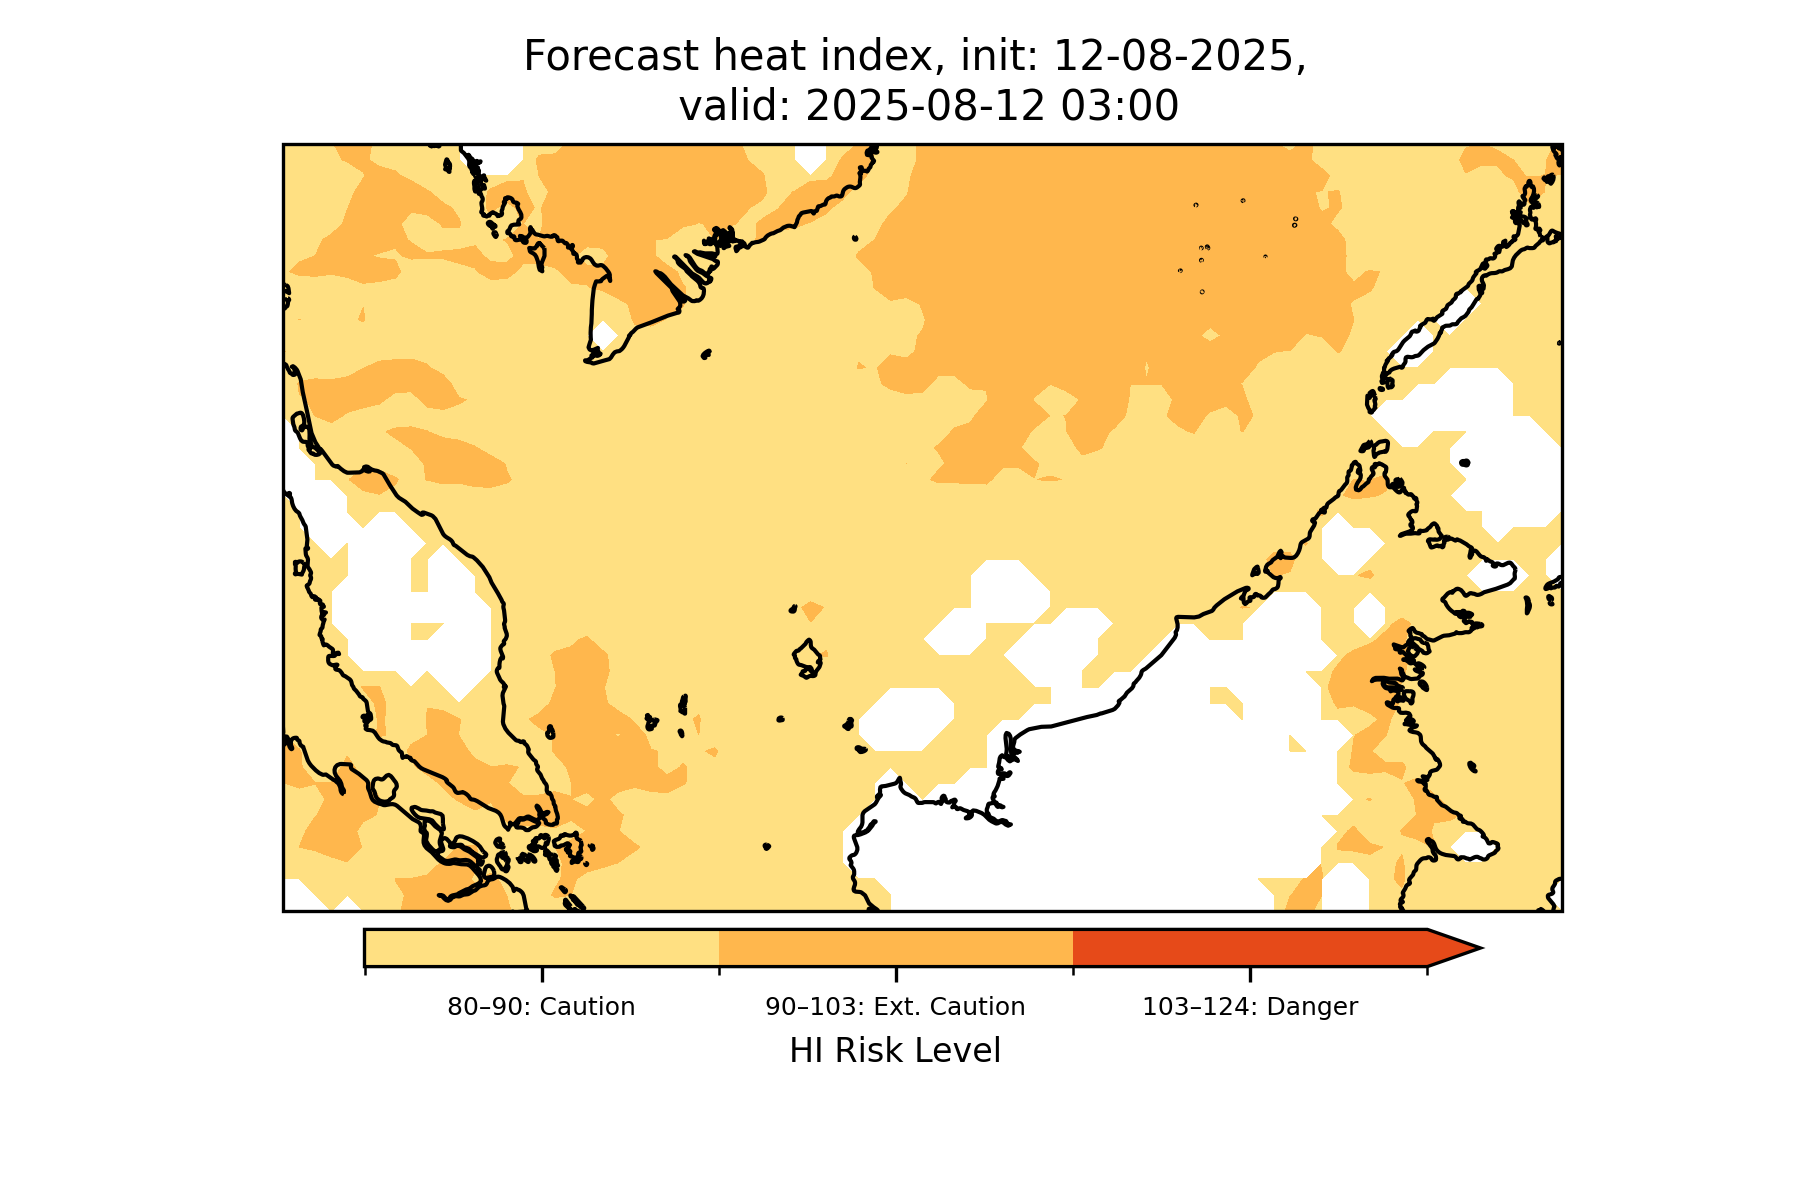 Forecast heat index, init: 12-08-2025,
valid: 2025-08-12 03:00
80–90: Caution
90–103: Ext. Caution
103–124: Danger
HI Risk Level